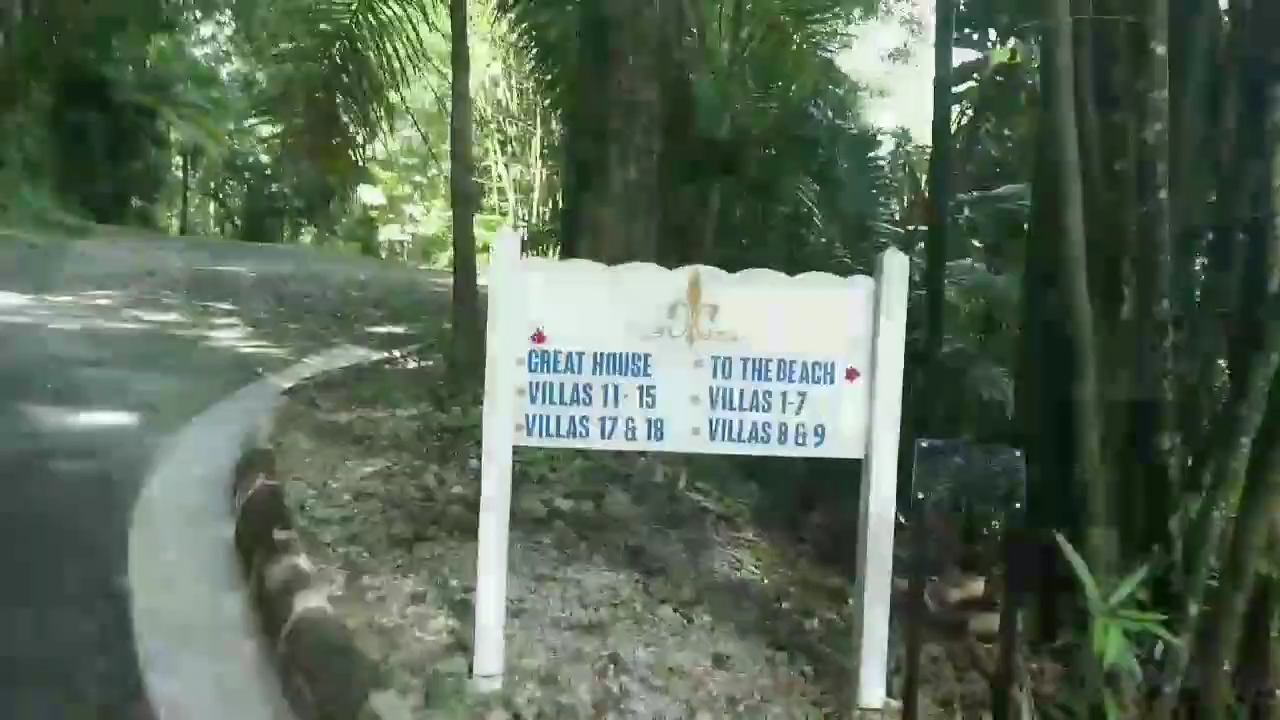 GREAT HOUSE
VILLAS 11- 15
VILLAS 17 & 18
TO THE BEACH
VILLAS 1-7
VILLAS 8 & 9